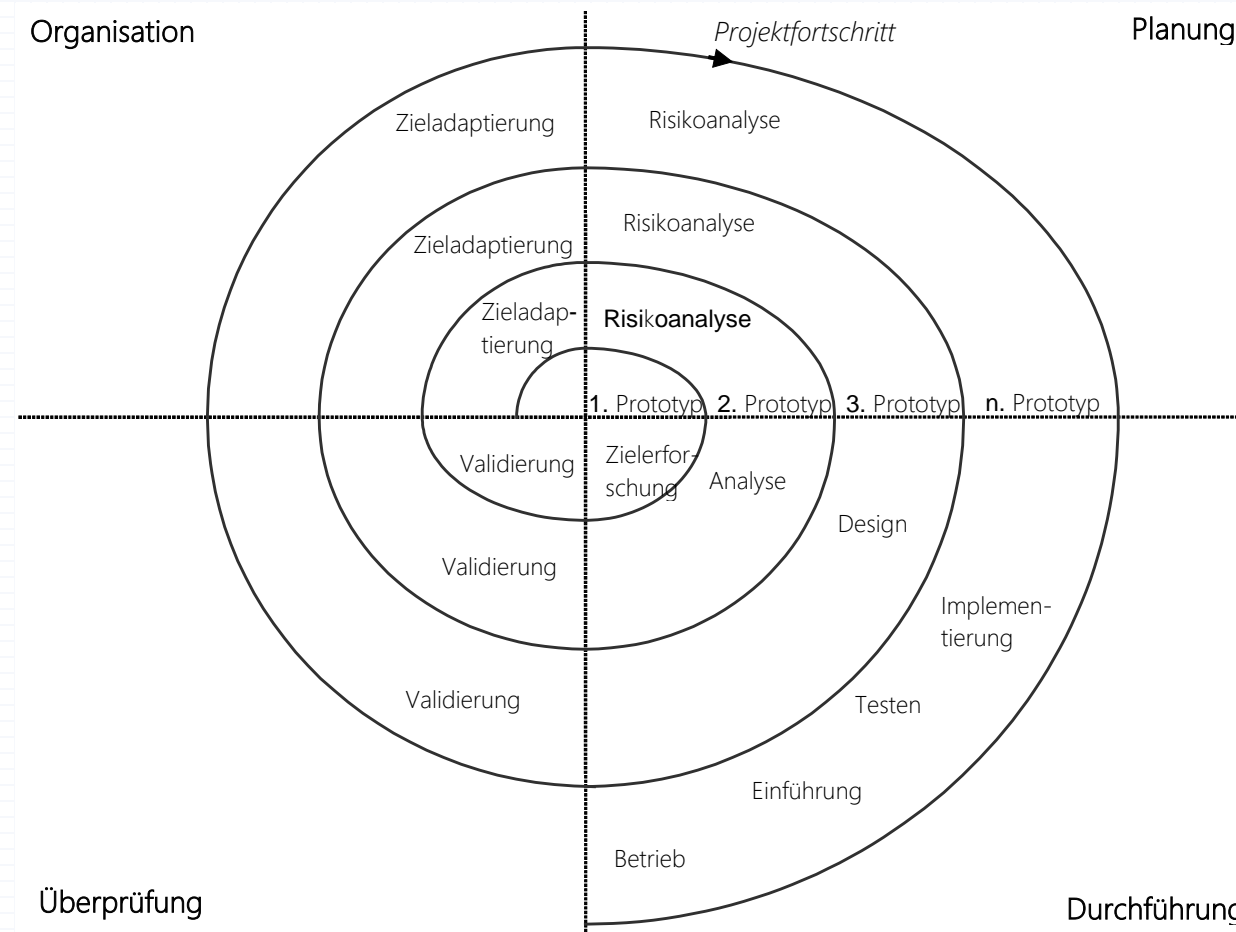 Organisation
Projektfortschritt
Planung
Zieladaptierung
Risikoanalyse
Zieladaptierung
Risikoanalyse
Zieladap-
tierung
Risikoanalyse
1. Prototyp
2. Prototyp
3. Prototyp
n. Prototyp
Validierung
Zielerfor-
schung
Analyse
Design
Validierung
Implemen-
tierung
Validierung
Testen
Einführung
Betrieb
Überprüfung
Durchführung